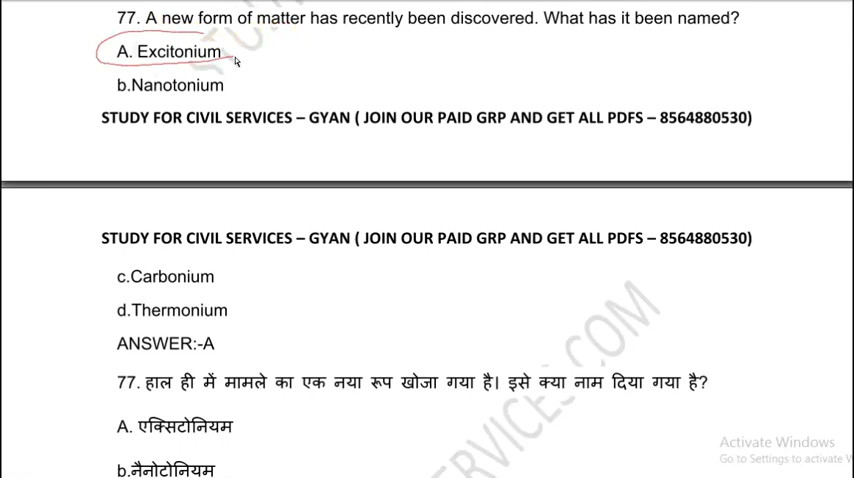 77. A new form of matter has recently been discovered. What has it been named?
A. Excitonium
b.Nanotonium
STUDY FOR CIVIL SERVICES – GYAN ( JOIN OUR PAID GRP AND GET ALL PDFS – 8564880530)
STUDY FOR CIVIL SERVICES – GYAN ( JOIN OUR PAID GRP AND GET ALL PDFS – 8564880530)
c.Carbonium
d.Thermonium
ANSWER:-A
77. हाल ही में मामले का एक नया रूप खोजा गया है। इसे क्या नाम दिया गया है?
A. एक्सिटोनियम
b.नैनोटोनियम
SERVICES.COM
Activate Windows
Go to Settings to activate W